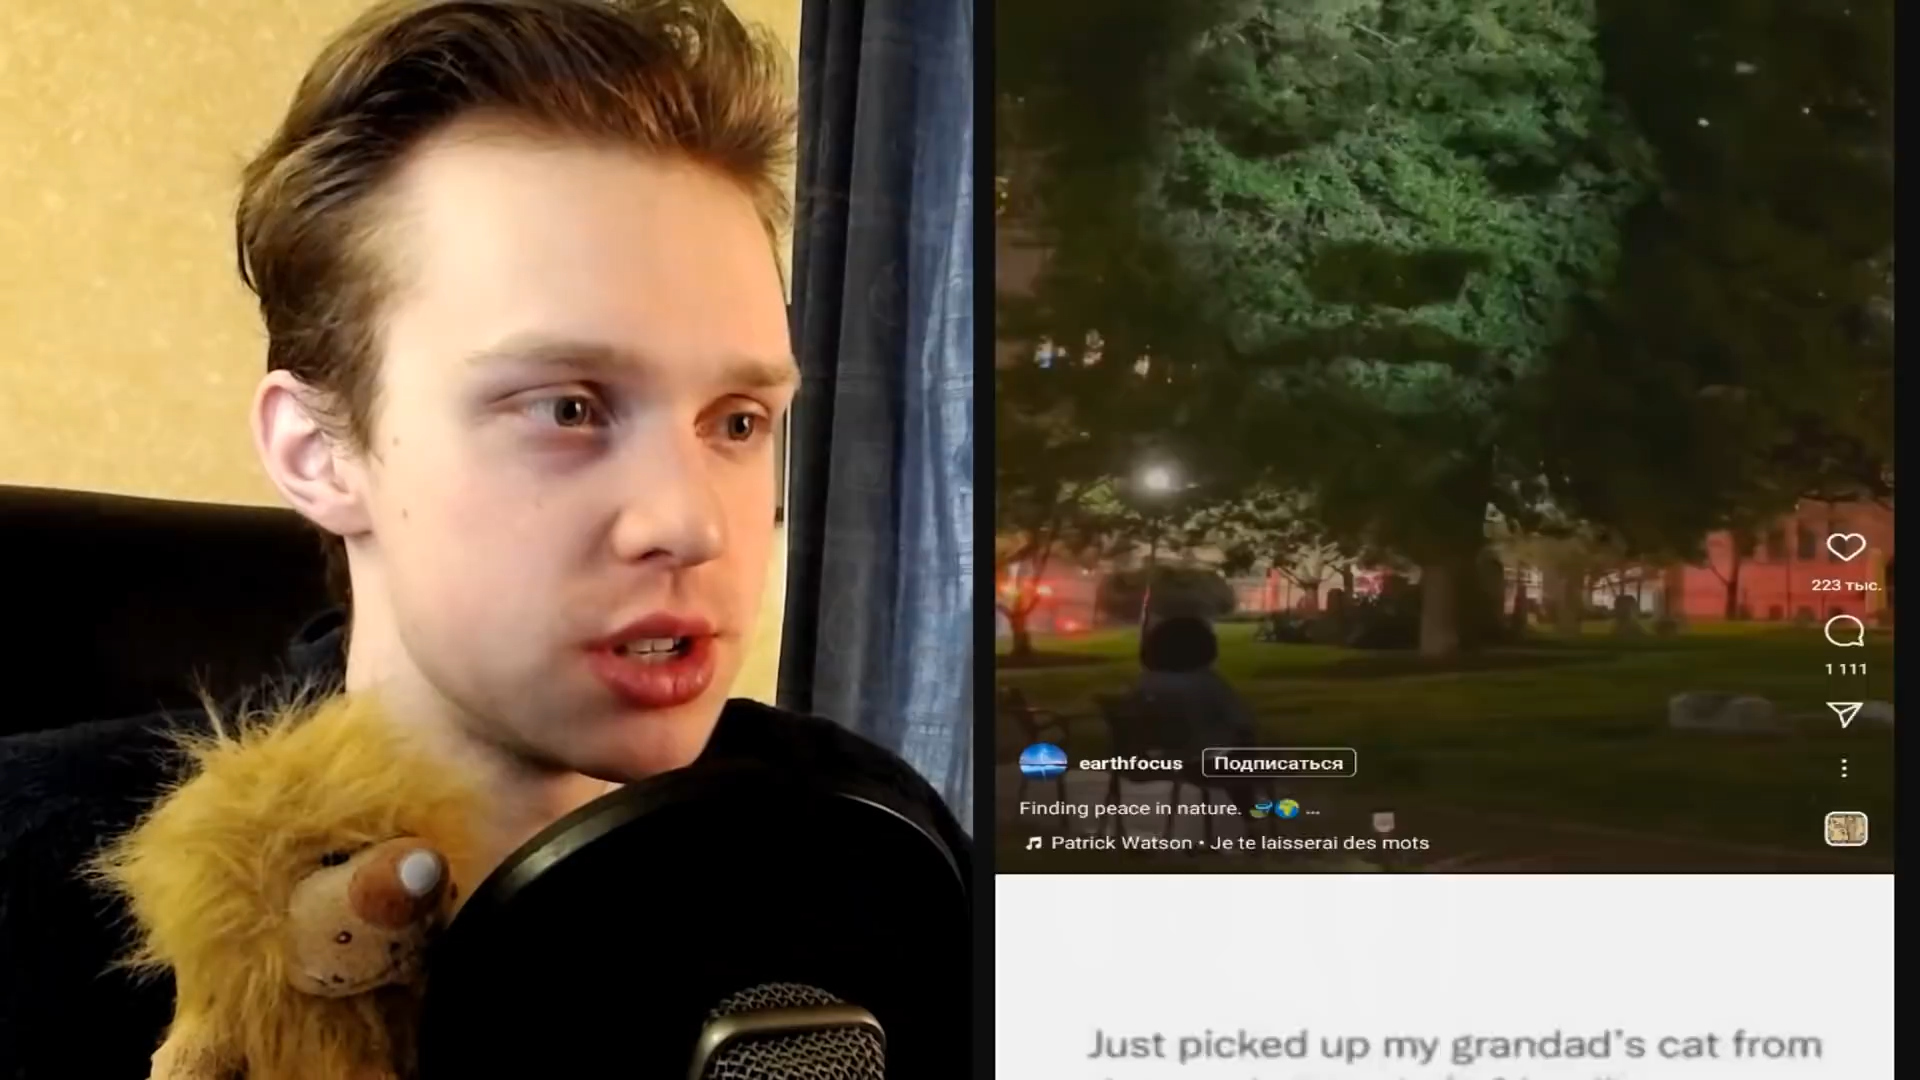 223 тыс.
1 111
earthfocus Подписаться
Finding peace in nature. ...
Patrick Watson • Je te laisserai des mots
Just picked up my grandad's cat from